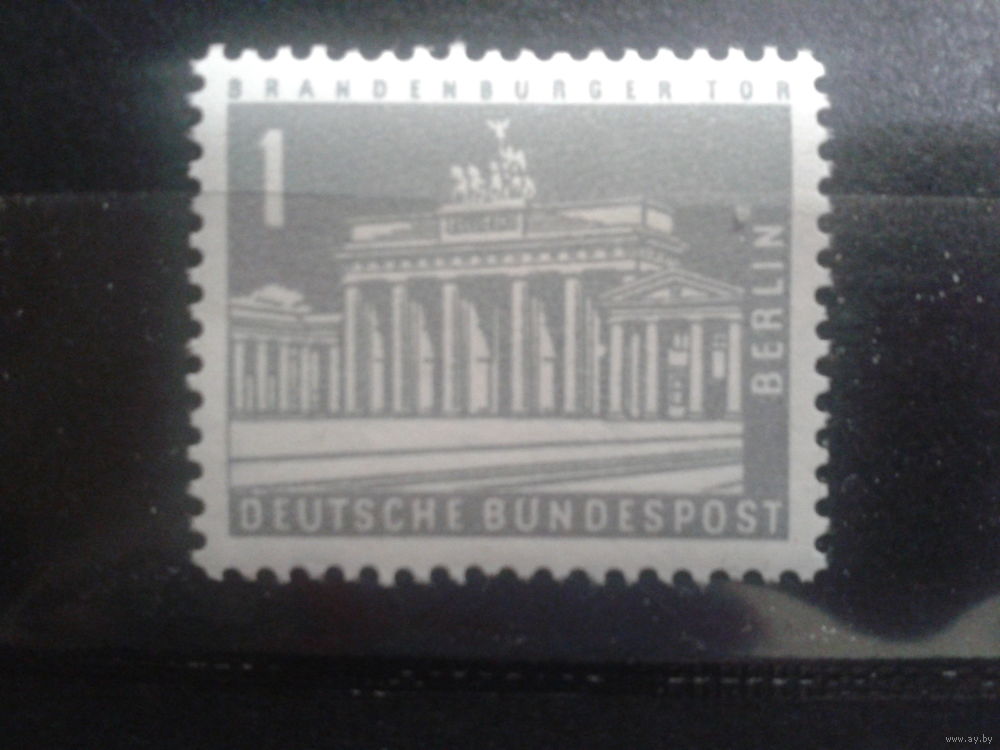 BRANDENBURGER TOR
1
BERLIN
DEUTSCHE BUNDESPOST
www.ay.by